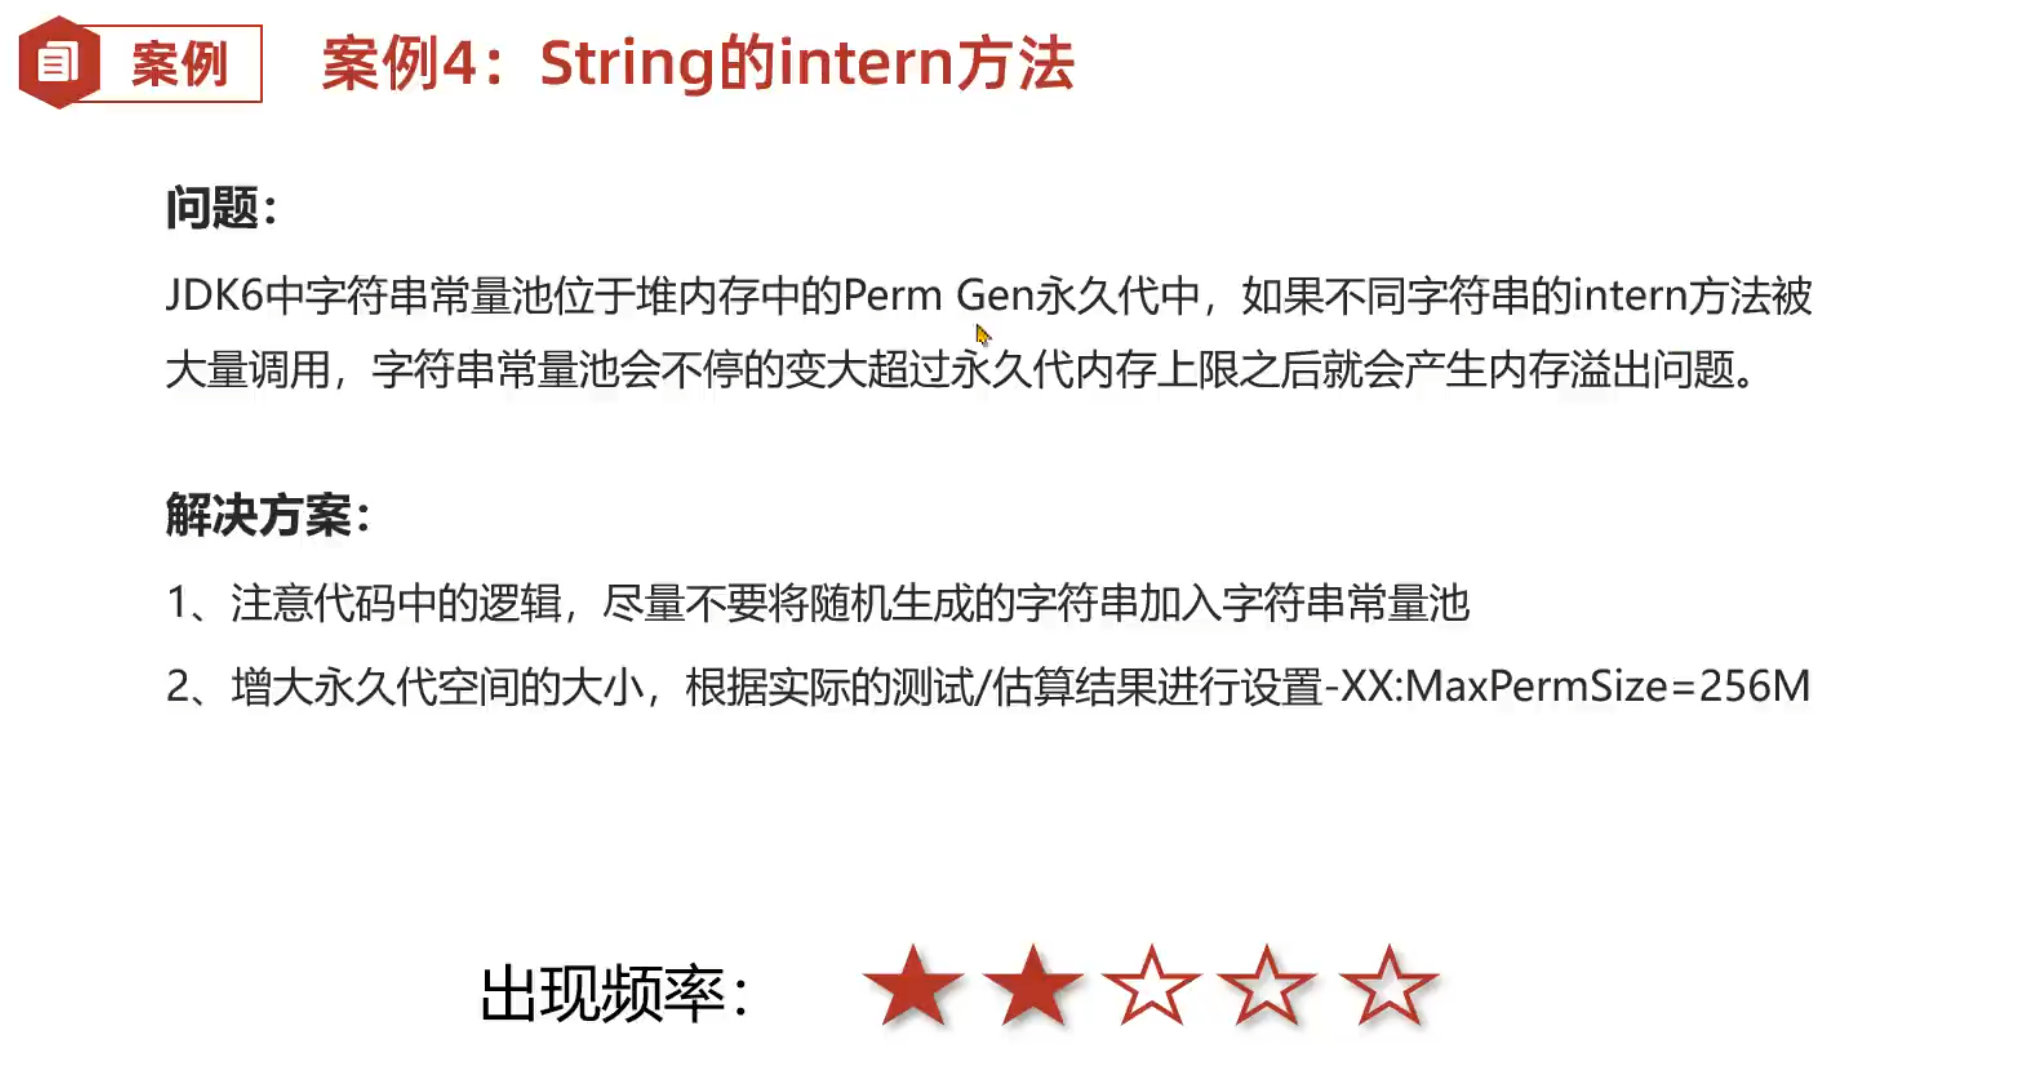 案例
案例4：String的intern方法
问题：
JDK6中字符串常量池位于堆内存中的Perm Gen永久代中，如果不同字符串的intern方法被
大量调用，字符串常量池会不停的变大超过永久代内存上限之后就会产生内存溢出问题。
解决方案：
1、注意代码中的逻辑，尽量不要将随机生成的字符串加入字符串常量池
2、增大永久代空间的大小，根据实际的测试/估算结果进行设置-XX:MaxPermSize=256M
出现频率：